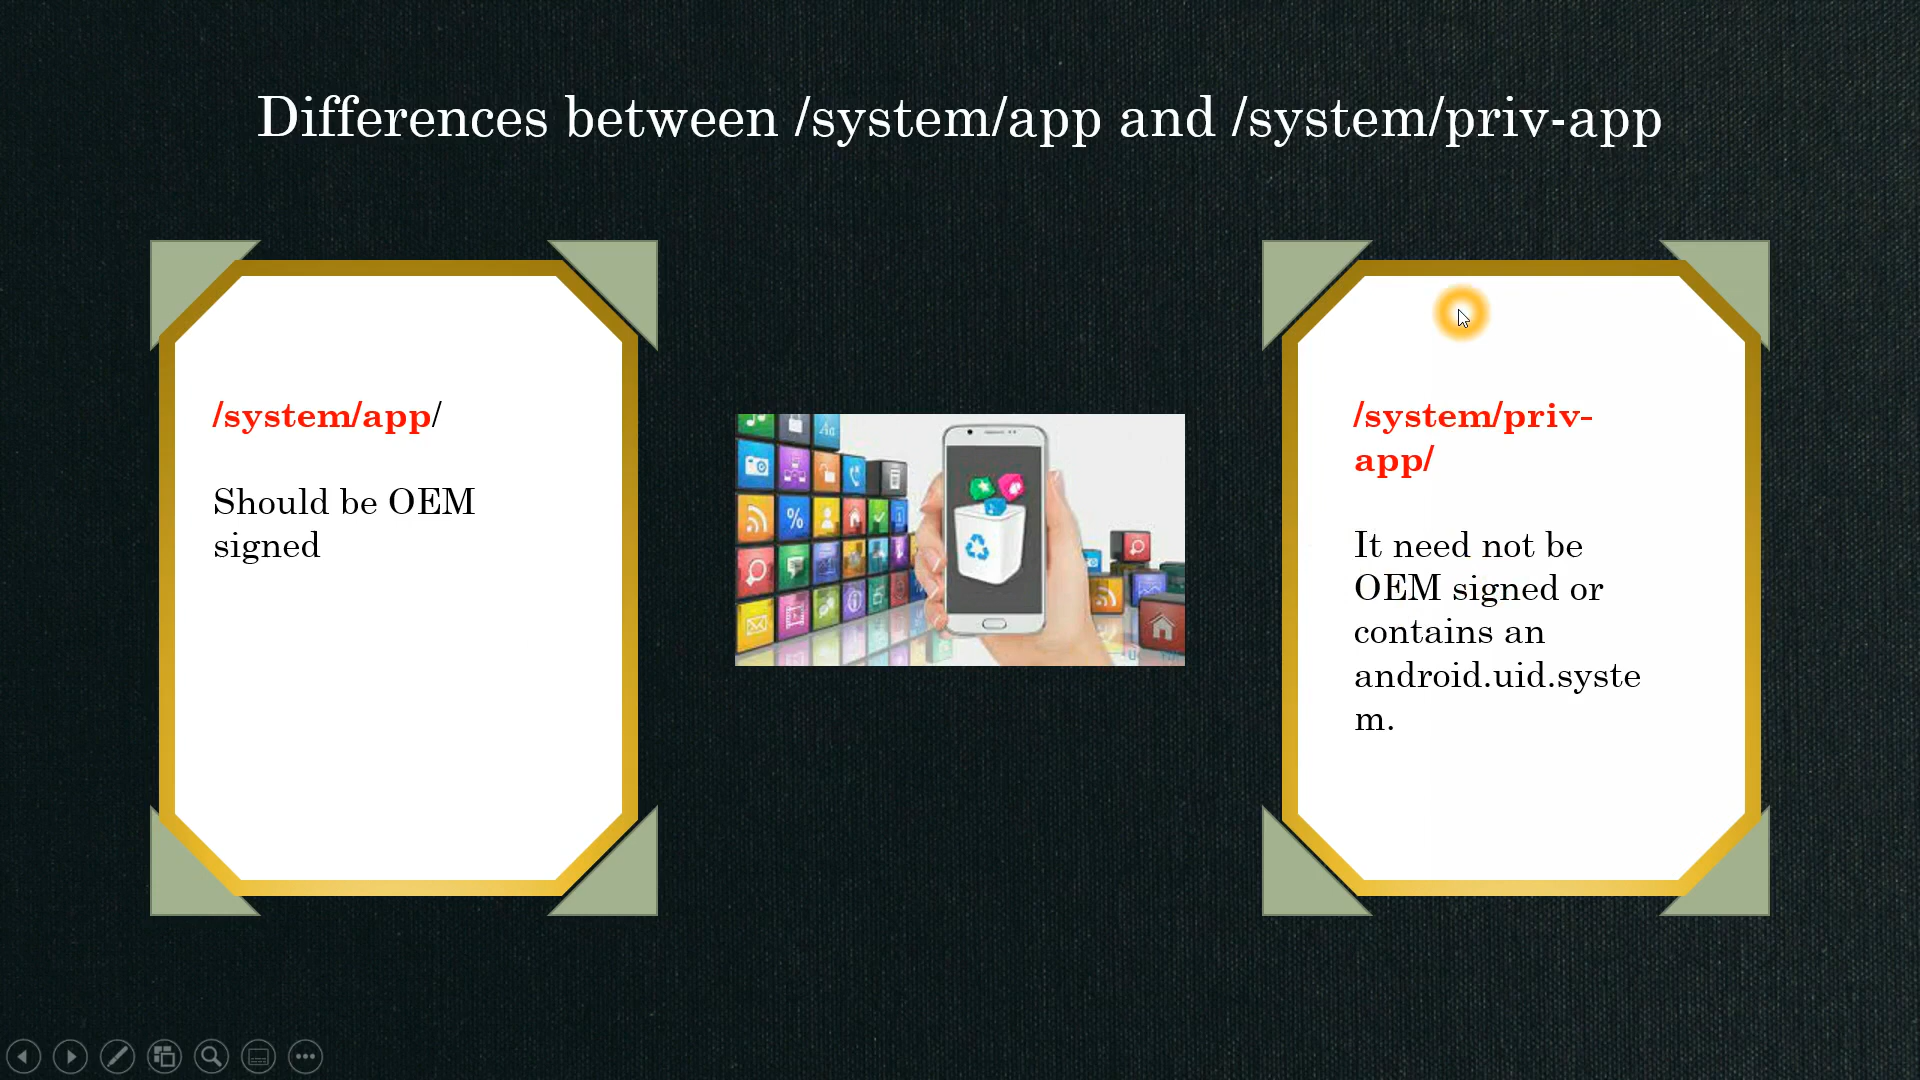 Differences between /system/app and /system/priv-app
/system/app/
Should be OEM
signed
Aa
%
/system/priv-
app/
It need not be
OEM signed or
contains an
android.uid.syste
m.